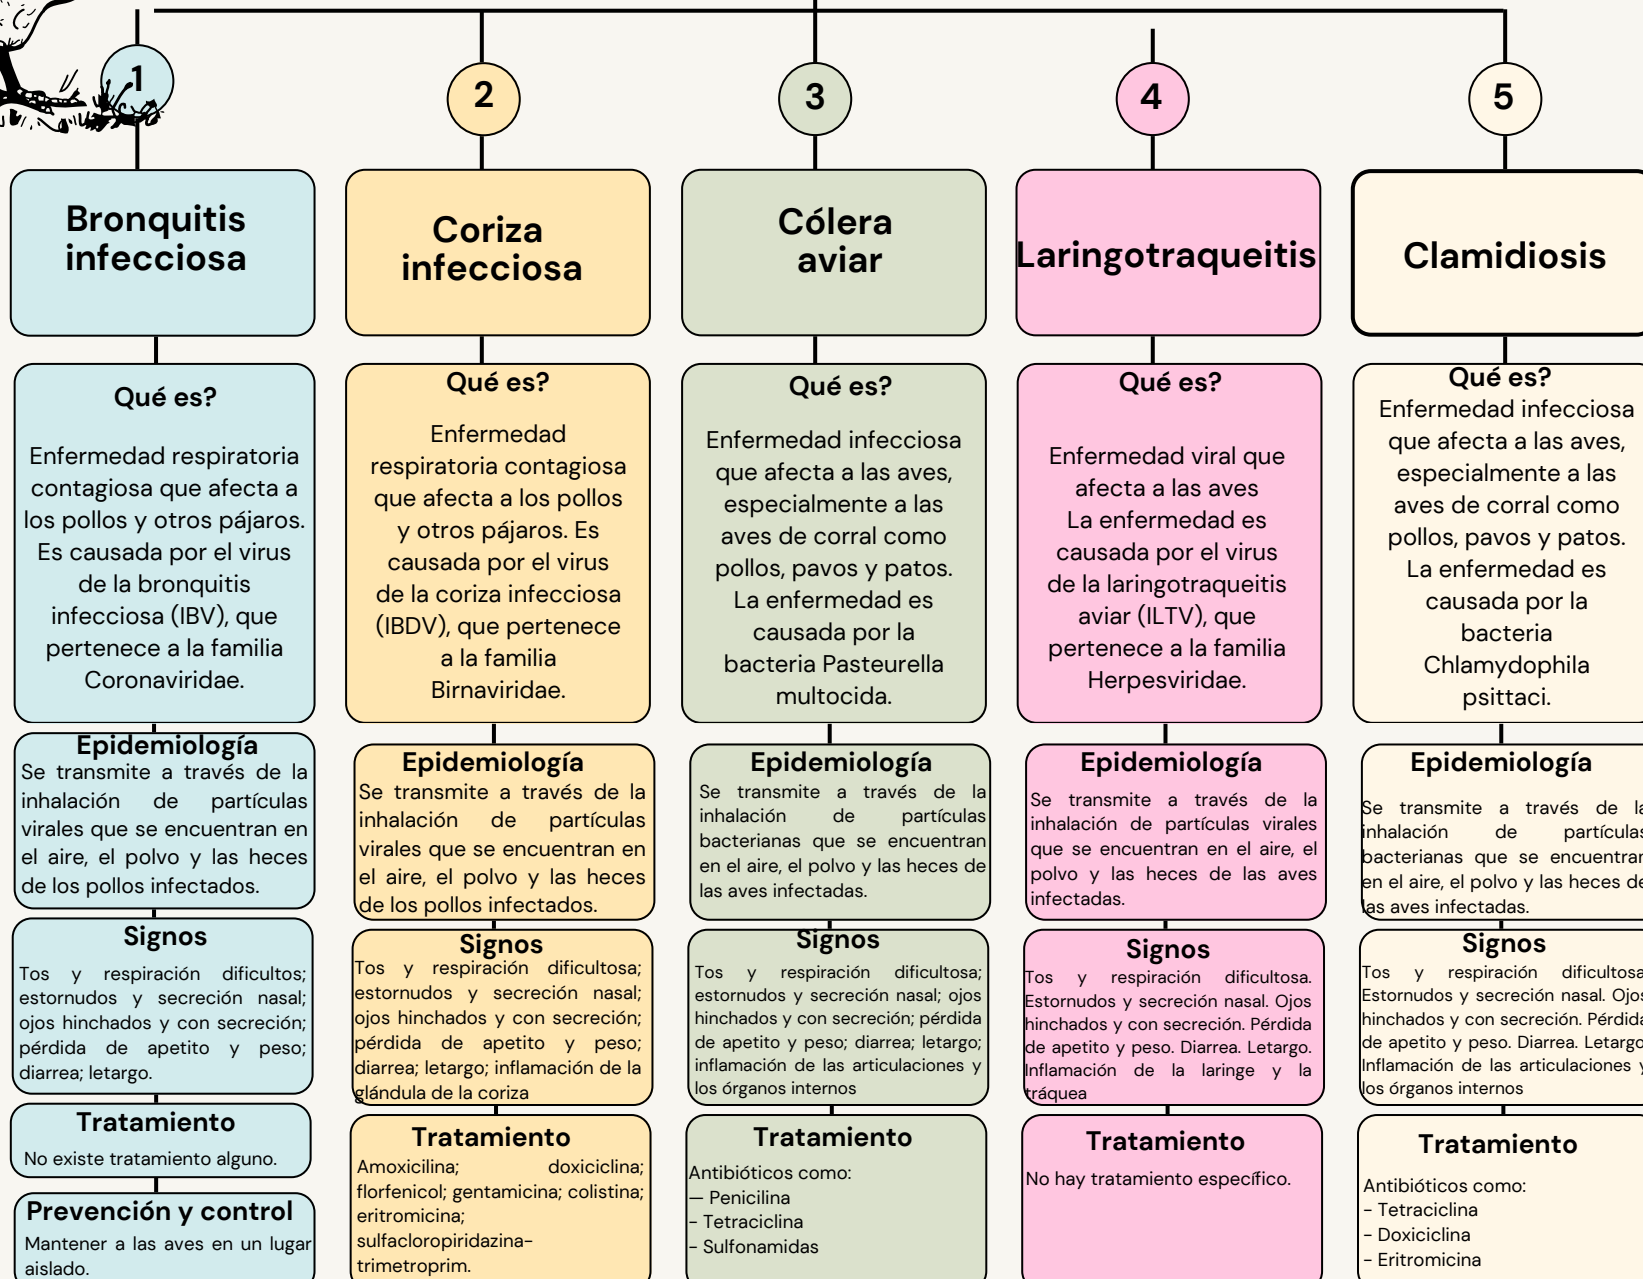 1
Bronquitis
infecciosa
Qué es?
Enfermedad respiratoria
contagiosa que afecta a
los pollos y otros pájaros.
Es causada por el virus
de la bronquitis
infecciosa (IBV), que
pertenece a la familia
Coronaviridae.
Epidemiología
Se transmite a través de la
inhalación de partículas
virales que se encuentran en
el aire, el polvo y las heces
de los pollos infectados.
Signos
Tos y respiración dificultos;
estornudos y secreción nasal;
ojos hinchados y con secreción;
pérdida de apetito y peso;
diarrea; letargo.
Tratamiento
No existe tratamiento alguno.
Prevención y control
Mantener a las aves en un lugar
aislado.
2
Coriza
infecciosa
Qué es?
Enfermedad
respiratoria contagiosa
que afecta a los pollos
y otros pájaros. Es
causada por el virus
de la coriza infecciosa
(IBDV), que pertenece
a la familia
Birnaviridae.
Epidemiología
Se transmite a través de la
inhalación de partículas
virales que se encuentran en
el aire, el polvo y las heces
de los pollos infectados.
Signos
Tos y respiración dificultosa;
estornudos y secreción nasal;
ojos hinchados y con secreción;
pérdida de apetito y peso;
diarrea; letargo; inflamación de la
glándula de la coriza
Tratamiento
Amoxicilina; doxiciclina;
florfenicol; gentamicina; colistina;
eritromicina;
sulfacloropiridazina-
trimetroprim.
3
Cólera
aviar
Qué es?
Enfermedad infecciosa
que afecta a las aves,
especialmente a las
aves de corral como
pollos, pavos y patos.
La enfermedad es
causada por la
bacteria Pasteurella
multocida.
Epidemiología
Se transmite a través de la
inhalación de partículas
bacterianas que se encuentran
en el aire, el polvo y las heces de
las aves infectadas.
Signos
Tos y respiración dificultosa;
estornudos y secreción nasal; ojos
hinchados y con secreción; pérdida
de apetito y peso; diarrea; letargo;
inflamación de las articulaciones y
los órganos internos
Tratamiento
Antibióticos como:
— Penicilina
- Tetraciclina
- Sulfonamidas
4
Laringotraqueitis
Qué es?
Enfermedad viral que
afecta a las aves
La enfermedad es
causada por el virus
de la laringotraqueitis
aviar (ILTV), que
pertenece a la familia
Herpesviridae.
Epidemiología
Se transmite a través de la
inhalación de partículas virales
que se encuentran en el aire, el
polvo y las heces de las aves
infectadas.
Signos
Tos y respiración dificultosa.
Estornudos y secreción nasal. Ojos
hinchados y con secreción. Pérdida
de apetito y peso. Diarrea. Letargo.
Inflamación de la laringe y la
tráquea
Tratamiento
No hay tratamiento específico.
5
Clamidiosis
Qué es?
Enfermedad infecciosa
que afecta a las aves,
especialmente a las
aves de corral como
pollos, pavos y patos.
La enfermedad es
causada por la
bacteria
Chlamydophila
psittaci.
Epidemiología
Se transmite a través de la
inhalación de partículas
bacterianas que se encuentran
en el aire, el polvo y las heces de
las aves infectadas.
Signos
Tos y respiración dificultosa.
Estornudos y secreción nasal. Ojos
hinchados y con secreción. Pérdida
de apetito y peso. Diarrea. Letargo
Inflamación de las articulaciones y
los órganos internos
Tratamiento
Antibióticos como:
- Tetraciclina
- Doxiciclina
- Eritromicina